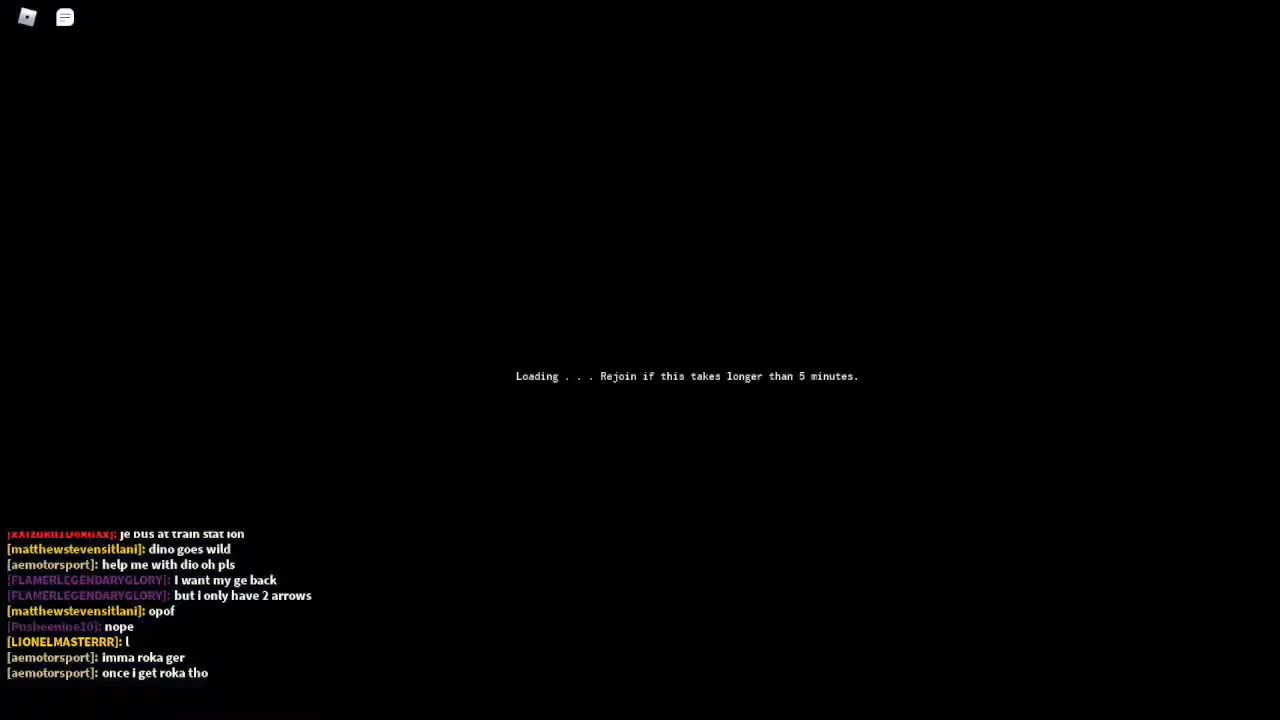 Loading . . . Rejoin if this takes longer than 5 minutes.
je bus at train station
[matthewstevensitlani]: dino goes wild
[aemotorsport]: help me with dio oh pls
[FLAMERLEGENDARYGLORY]: I want my ge back
[FLAMERLEGENDARYGLORY]: but i only have 2 arrows
[matthewstevensitlani]: opof
[Pusheenine10]: nope
[LIONELMASTERRR]: l
[aemotorsport]: imma roka ger
[aemotorsport]: once i get roka tho